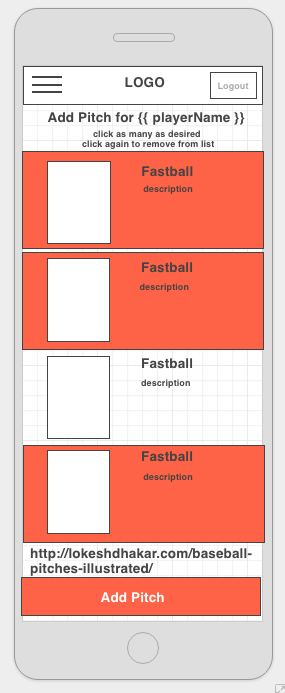 LOGO
Logout
Add Pitch for {{ playerName }}
click as many as desired
click again to remove from list
Fastball
description
Fastball
description
Fastball
description
Fastball
description
http://lokeshdhakar.com/baseball-
pitches-illustrated/
Add Pitch